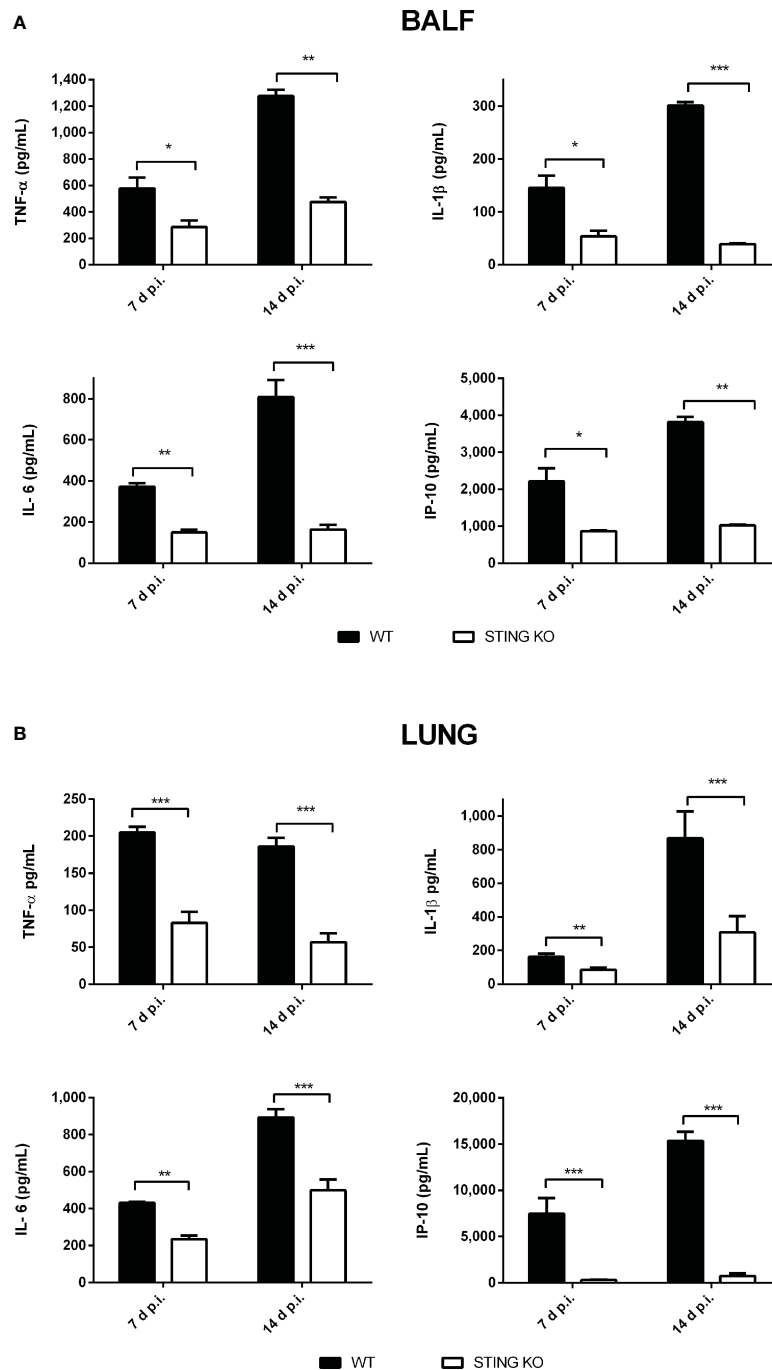 A
BALF
TNF-α (pg/mL)
1,400
1,200
1,000
800
600
400
200
0
*
**
7 d p.i.
14 d p.i.
IL-1β (pg/mL)
300
200
100
0
*
***
7 d p.i.
14 d p.i.
IL- 6 (pg/mL)
800
600
400
200
0
**
***
7 d p.i.
14 d p.i.
IP-10 (pg/mL)
5,000
4,000
3,000
2,000
1,000
0
*
**
7 d p.i.
14 d p.i.
WT STING KO
B
LUNG
TNF-α pg/mL
250
200
150
100
50
0
***
***
7 d p.i.
14 d p.i.
IL-1β pg/mL
1,000
800
600
400
200
0
**
***
7 d p.i.
14 d p.i.
IL- 6 (pg/mL)
1,000
800
600
400
200
0
**
***
7 d p.i.
14 d p.i.
IP-10 (pg/mL)
20,000
15,000
10,000
5,000
0
***
***
7 d p.i.
14 d p.i.
WT STING KO